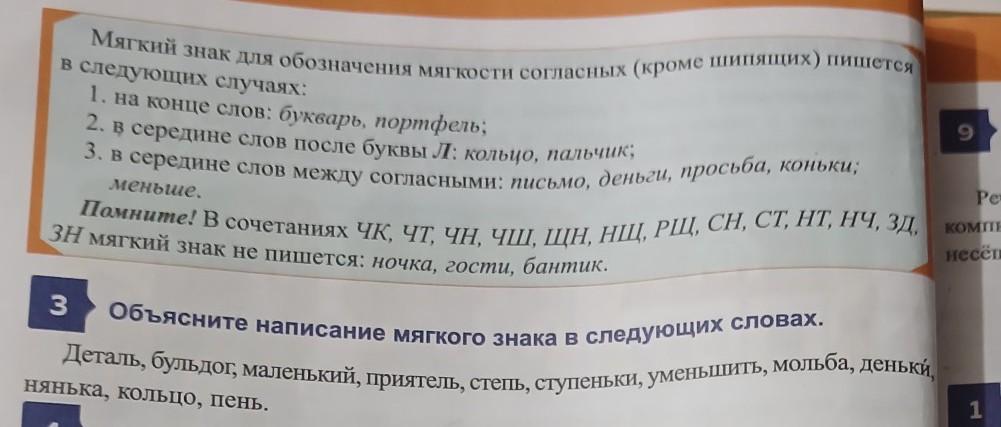 Мягкий знак для обозначения мягкости согласных (кроме шипящих) пишется
в следующих случаях:
1. на конце слов: букварь, портфель;
2. в середине слов после буквы Л: кольцо, пальчик;
3. в середине слов между согласными: письмо, деньги, просьба, коньки;
меньше.
Помните! В сочетаниях ЧК, ЧТ, ЧН, ЧШ, ЩН, НЩ, РЩ, СН, СТ, НТ, НЧ, ЗД,
ЗН мягкий знак не пишется: ночка, гости, бантик.
3 Объясните написание мягкого знака в следующих словах.
Деталь, бульдог, маленький, приятель, степь, ступеньки, уменьшить, мольба, деньки́,
нянька, кольцо, пень.
9
1